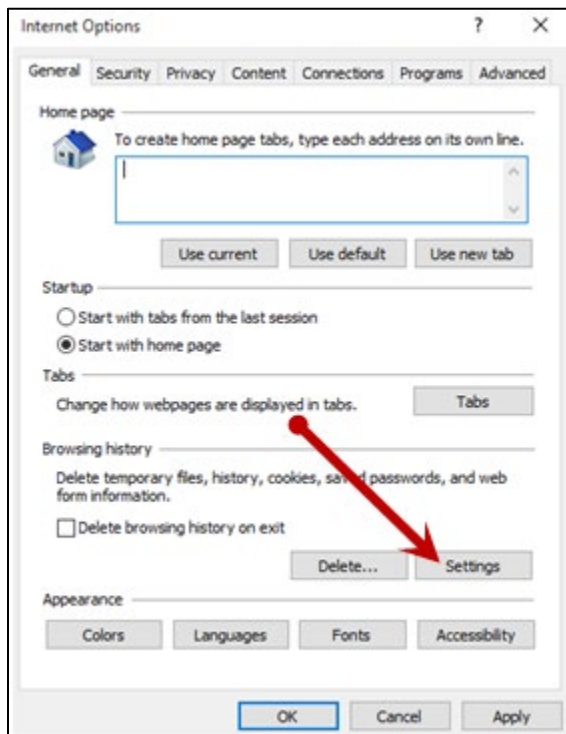 Internet Options ?
General Security Privacy Content Connections Programs Advanced
Home page
To create home page tabs, type each address on its own line.
Use current Use default Use new tab
Startup
Start with tabs from the last session
Start with home page
Tabs
Change how webpages are displayed in tabs. Tabs
Browsing history
Delete temporary files, history, cookies, saved passwords, and web
form information.
Delete browsing history on exit
Delete... Settings
Appearance
Colors Languages Fonts Accessibility
OK Cancel Apply